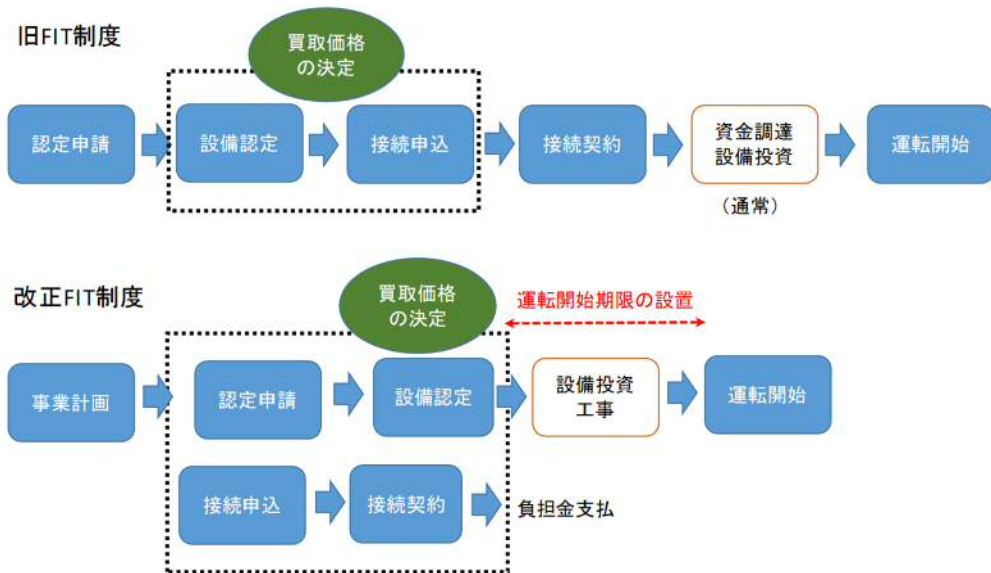 旧FIT制度
買取価格
の決定
認定申請
設備認定
接続申込
接続契約
資金調達
設備投資
運転開始
（通常）
改正FIT制度
買取価格
の決定
運転開始期限の設置
事業計画
認定申請
設備認定
設備投資
工事
運転開始
接続申込
接続契約
負担金支払